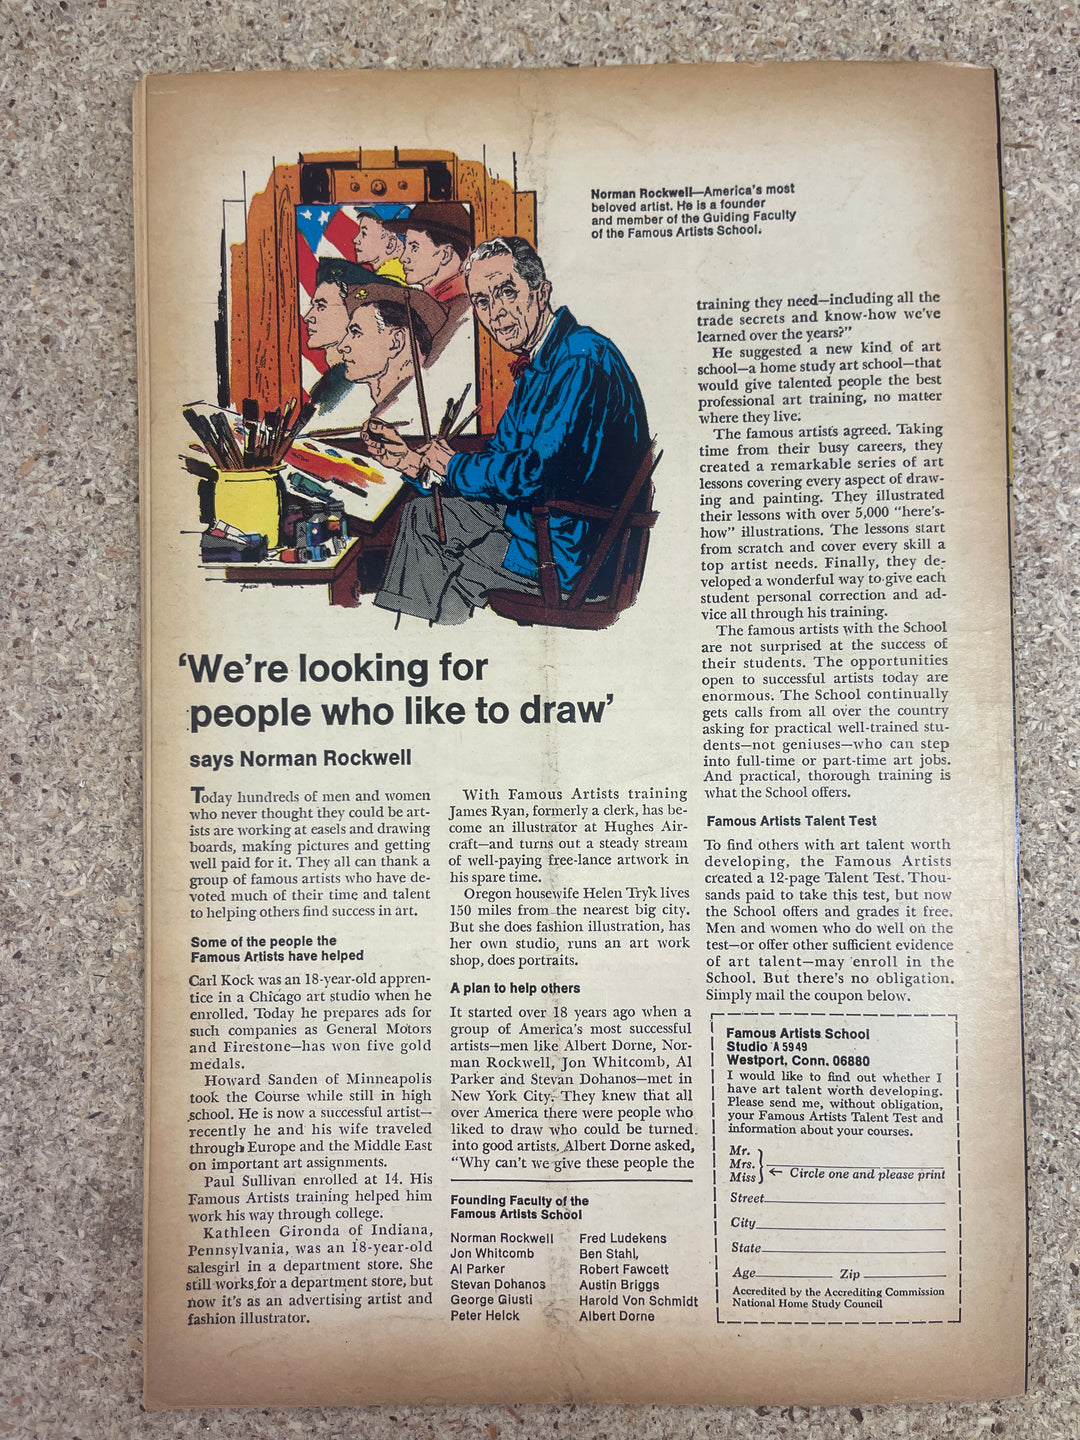 Norman Rockwell—America's most
beloved artist. He is a founder
and member of the Guiding Faculty
of the Famous Artists School.
'We're looking for
people who like to draw'
says Norman Rockwell
Today hundreds of men and women
who never thought they could be art-
ists are working at easels and drawing
boards, making pictures and getting
well paid for it. They all can thank a
group of famous artists who have de-
voted much of their time and talent
to helping others find success in art.
Some of the people the
Famous Artists have helped
Carl Kock was an 18-year-old appren-
tice in a Chicago art studio when he
enrolled. Today he prepares ads for
such companies as General Motors
and Firestone—has won five gold
medals.
Howard Sanden of Minneapolis
took the Course while still in high
school. He is now a successful artist—
recently he and his wife traveled
through Europe and the Middle East
on important art assignments.
Paul Sullivan enrolled at 14. His
Famous Artists training helped him
work his way through college.
Kathleen Gironda of Indiana,
Pennsylvania, was an 18-year-old
salesgirl in a department store. She
still works for a department store, but
now it's as an advertising artist and
fashion illustrator.
With Famous Artists training
James Ryan, formerly a clerk, has be-
come an illustrator at Hughes Air-
craft—and turns out a steady stream
of well-paying free-lance artwork in
his spare time.
Oregon housewife Helen Tryk lives
150 miles from the nearest big city.
But she does fashion illustration, has
her own studio, runs an art work
shop, does portraits.
A plan to help others
It started over 18 years ago when a
group of America's most successful
artists—men like Albert Dorne, Nor-
man Rockwell, Jon Whitcomb, Al
Parker and Stevan Dohanos—met in
New York City. They knew that all
over America there were people who
liked to draw who could be turned
into good artists. Albert Dorne asked,
"Why can't we give these people the
Founding Faculty of the
Famous Artists School
Norman Rockwell
Jon Whitcomb
Al Parker
Stevan Dohanos
George Giusti
Peter Helck
Fred Ludekens
Ben Stahl,
Robert Fawcett
Austin Briggs
Harold Von Schmidt
Albert Dorne
training they need—including all the
trade secrets and know-how we've
learned over the years?"
He suggested a new kind of art
school—a home study art school—that
would give talented people the best
professional art training, no matter
where they live.
The famous artists agreed. Taking
time from their busy careers, they
created a remarkable series of art
lessons covering every aspect of draw-
ing and painting. They illustrated
their lessons with over 5,000 "here's-
how" illustrations. The lessons start
from scratch and cover every skill a
top artist needs. Finally, they de-
veloped a wonderful way to give each
student personal correction and ad-
vice all through his training.
The famous artists with the School
are not surprised at the success of
their students. The opportunities
open to successful artists today are
enormous. The School continually
gets calls from all over the country
asking for practical well-trained stu-
dents—not geniuses—who can step
into full-time or part-time art jobs.
And practical, thorough training is
what the School offers.
Famous Artists Talent Test
To find others with art talent worth
developing, the Famous Artists
created a 12-page Talent Test. Thou-
sands paid to take this test, but now
the School offers and grades it free.
Men and women who do well on the
test—or offer other sufficient evidence
of art talent—may enroll in the
School. But there's no obligation.
Simply mail the coupon below.
Famous Artists School
Studio A5949
Westport, Conn. 06880
I would like to find out whether I
have art talent worth developing.
Please send me, without obligation,
your Famous Artists Talent Test and
information about your courses.
Mr.
Mrs.
Miss
← Circle one and please print
Street
City
State
Age Zip
Accredited by the Accrediting Commission
National Home Study Council